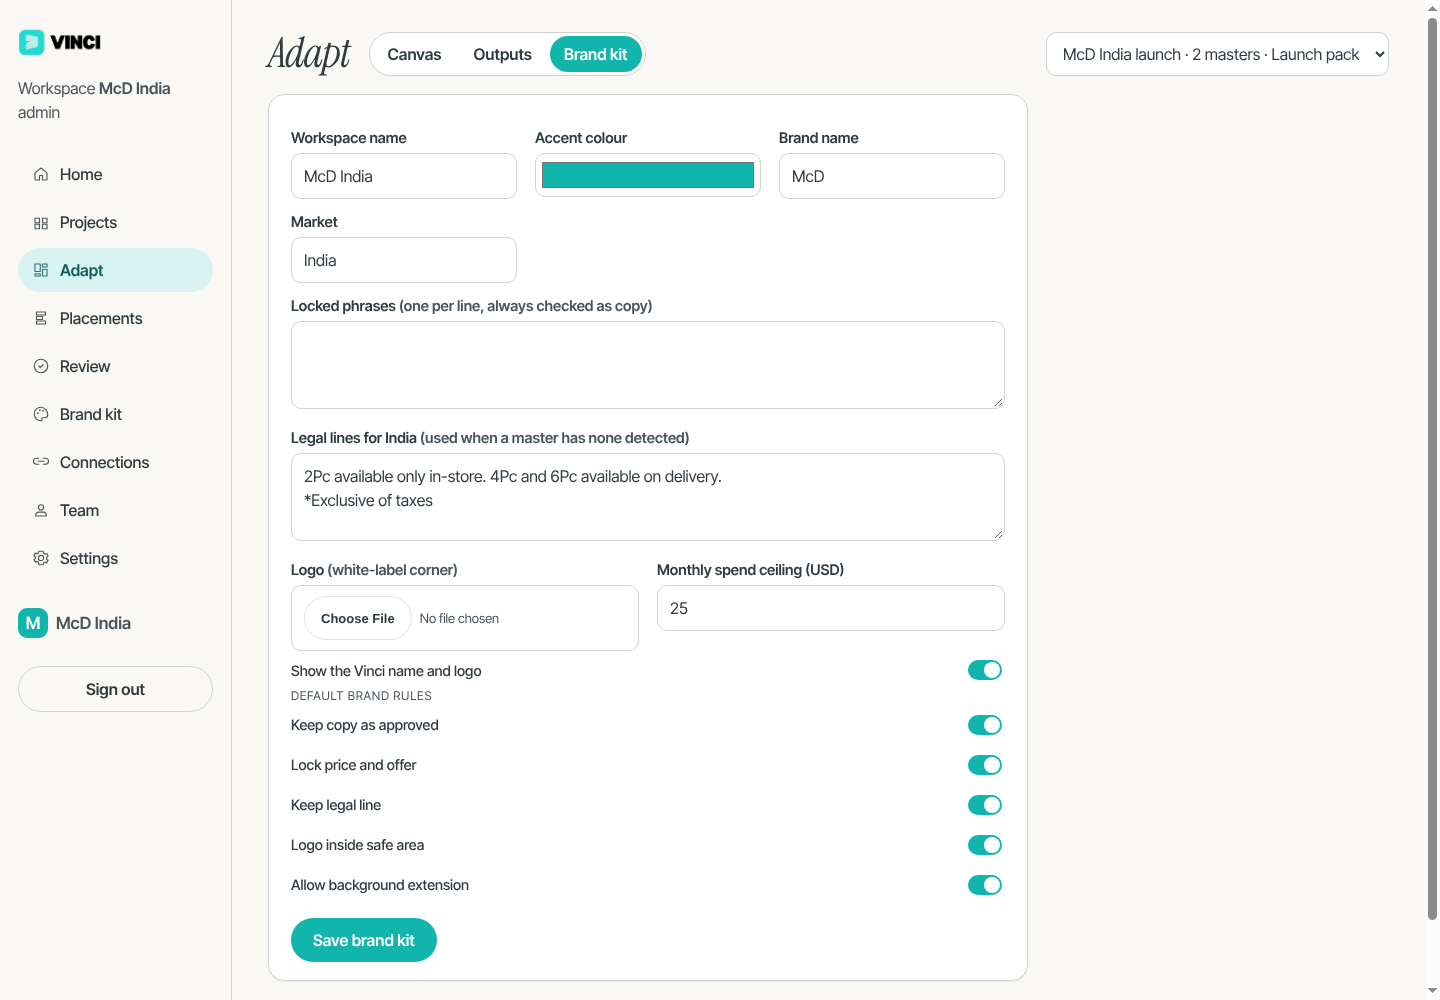 VINCI
Workspace McD India
admin
Home
Projects
Adapt
Placements
Review
Brand kit
Connections
Team
Settings
M McD India
Sign out
Adapt
Canvas Outputs Brand kit
McD India launch · 2 masters · Launch pack
Workspace name Accent colour Brand name
McD India McD
Market
India
Locked phrases (one per line, always checked as copy)
Legal lines for India (used when a master has none detected)
2Pc available only in-store. 4Pc and 6Pc available on delivery.
*Exclusive of taxes
Logo (white-label corner) Monthly spend ceiling (USD)
Choose File No file chosen 25
Show the Vinci name and logo
DEFAULT BRAND RULES
Keep copy as approved
Lock price and offer
Keep legal line
Logo inside safe area
Allow background extension
Save brand kit